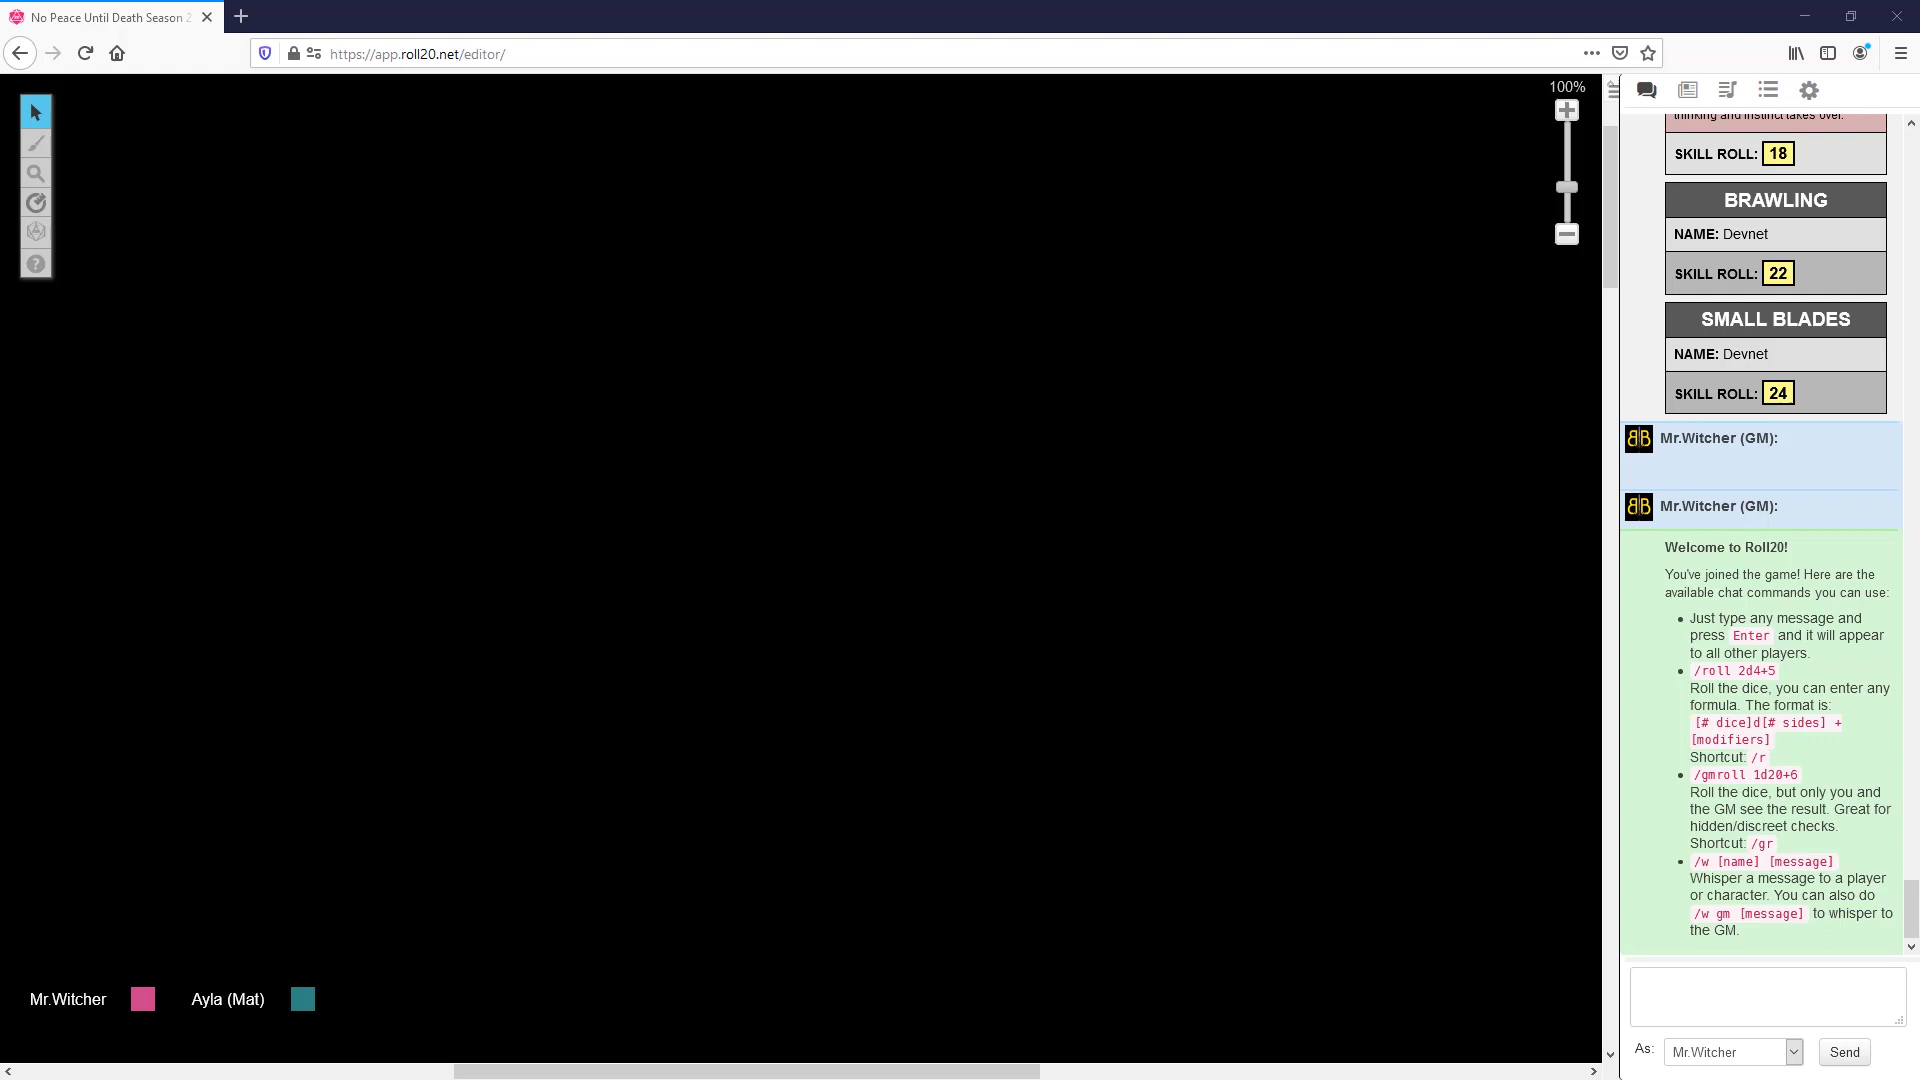 No Peace Until Death Season 2
https://app.roll20.net/editor/
100%
thinking and instinct takes over.
SKILL ROLL: 18
BRAWLING
NAME: Devnet
SKILL ROLL: 22
SMALL BLADES
NAME: Devnet
SKILL ROLL: 24
Mr.Witcher (GM):
Mr.Witcher (GM):
Welcome to Roll20!
You've joined the game! Here are the
available chat commands you can use:
Just type any message and
press Enter and it will appear
to all other players.
/roll 2d4+5
Roll the dice, you can enter any
formula. The format is:
[# dice]d[# sides] +
[modifiers]
Shortcut: /r
/gmroll 1d20+6
Roll the dice, but only you and
the GM see the result. Great for
hidden/discreet checks.
Shortcut: /gr
/w [name] [message]
Whisper a message to a player
or character. You can also do
/w gm [message] to whisper to
the GM.
Mr.Witcher
Ayla (Mat)
As: Mr.Witcher Send